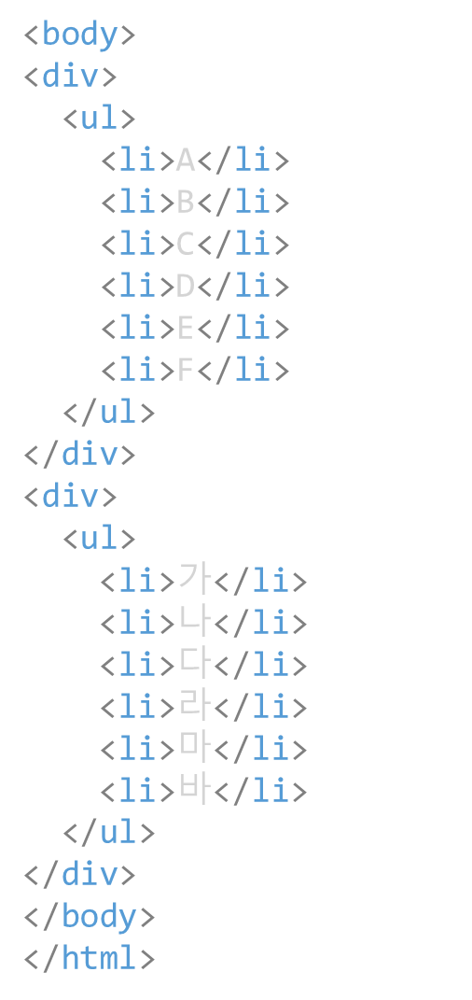 <body>
<div>
  <ul>
    <li>A</li>
    <li>B</li>
    <li>C</li>
    <li>D</li>
    <li>E</li>
    <li>F</li>
  </ul>
</div>
<div>
  <ul>
    <li>가</li>
    <li>나</li>
    <li>다</li>
    <li>라</li>
    <li>마</li>
    <li>바</li>
  </ul>
</div>
</body>
</html>